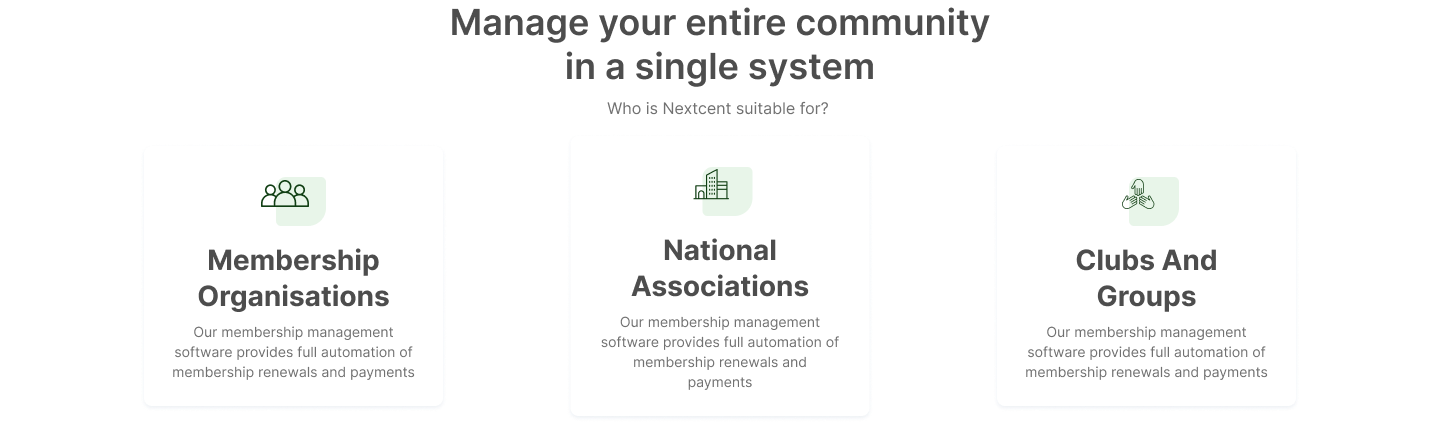 Manage your entire community
in a single system
Who is Nextcent suitable for?
Membership
Organisations
Our membership management
software provides full automation of
membership renewals and payments
National
Associations
Our membership management
software provides full automation of
membership renewals and
payments
Clubs And
Groups
Our membership management
software provides full automation of
membership renewals and payments